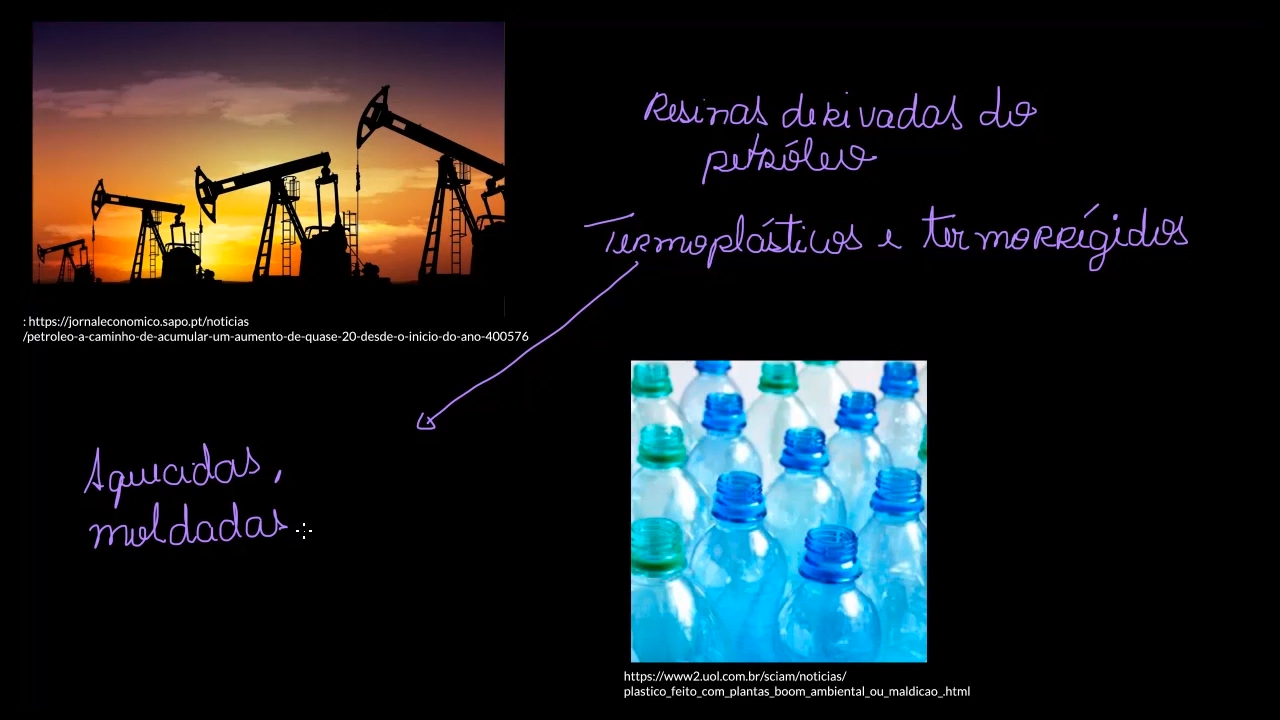 Resinas derivadas do
petróleo
Termoplásticos e termorrígidos
: https://jornaleconomico.sapo.pt/noticias
/petroleo-a-caminho-de-acumular-um-aumento-de-quase-20-desde-o-inicio-do-ano-400576
Aquecidas,
moldadas
https://www2.uol.com.br/sciam/noticias/
plastico_feito_com_plantas_boom_ambiental_ou_maldicao_.html